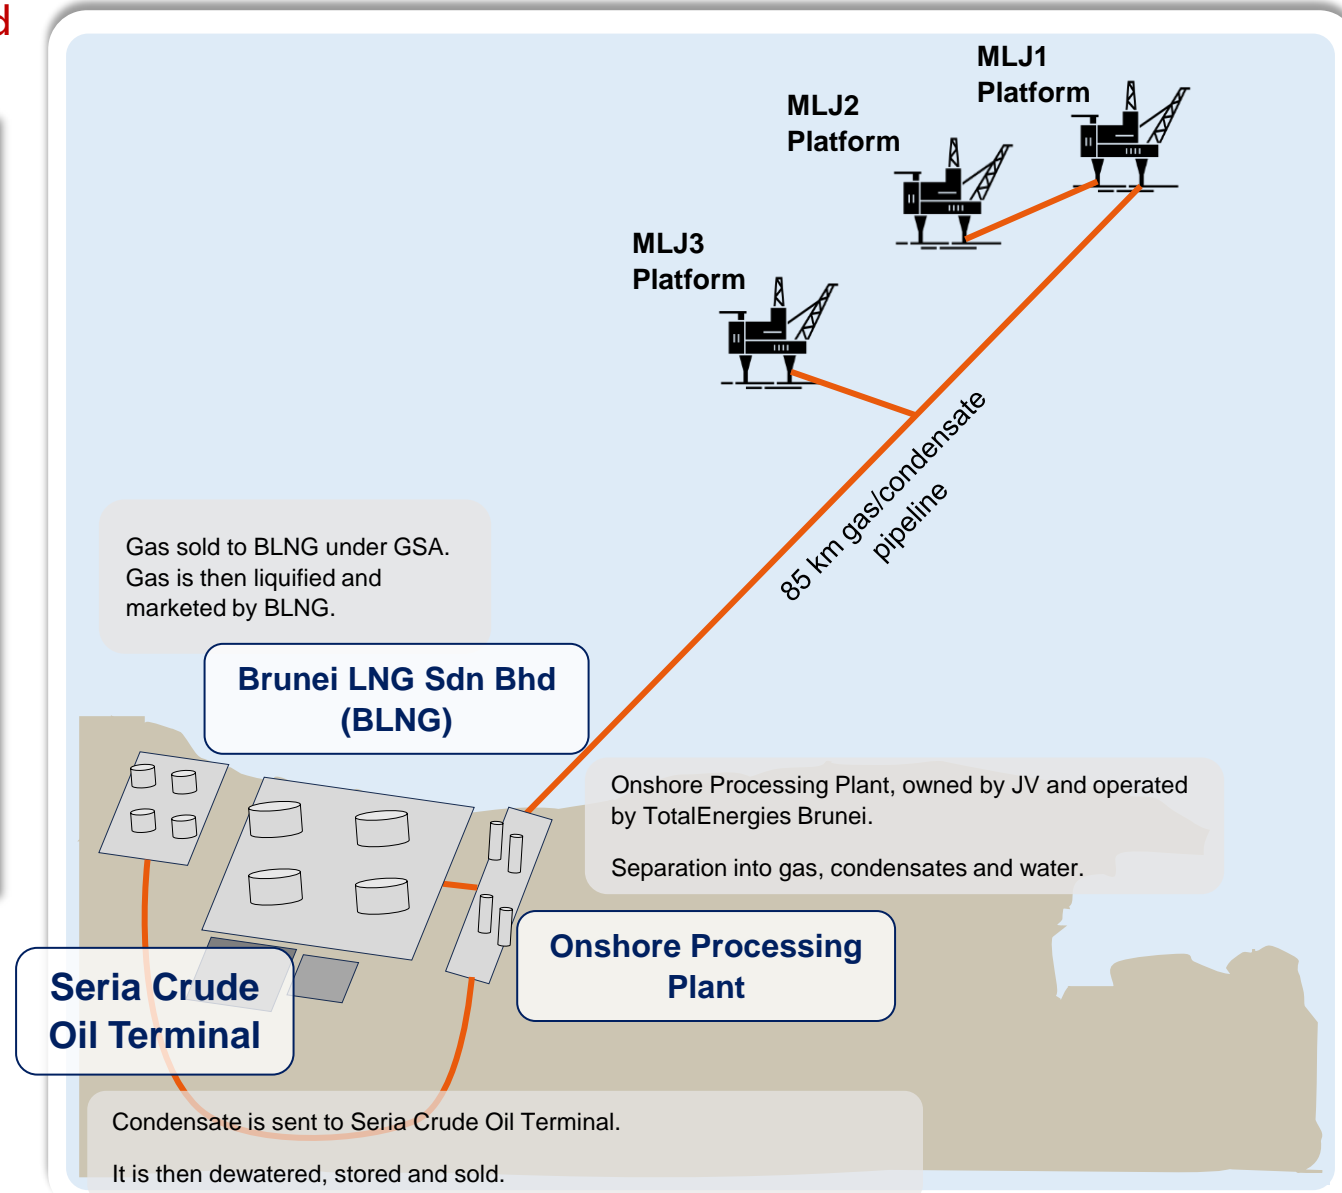 MLJ1
Platform
MLJ2
Platform
MLJ3
Platform
85 km gas/condensate
pipeline
Gas sold to BLNG under GSA.
Gas is then liquified and
marketed by BLNG.
Brunei LNG Sdn Bhd
(BLNG)
Onshore Processing Plant, owned by JV and operated
by TotalEnergies Brunei.
Separation into gas, condensates and water.
Onshore Processing
Plant
Seria Crude
Oil Terminal
Condensate is sent to Seria Crude Oil Terminal.
It is then dewatered, stored and sold.